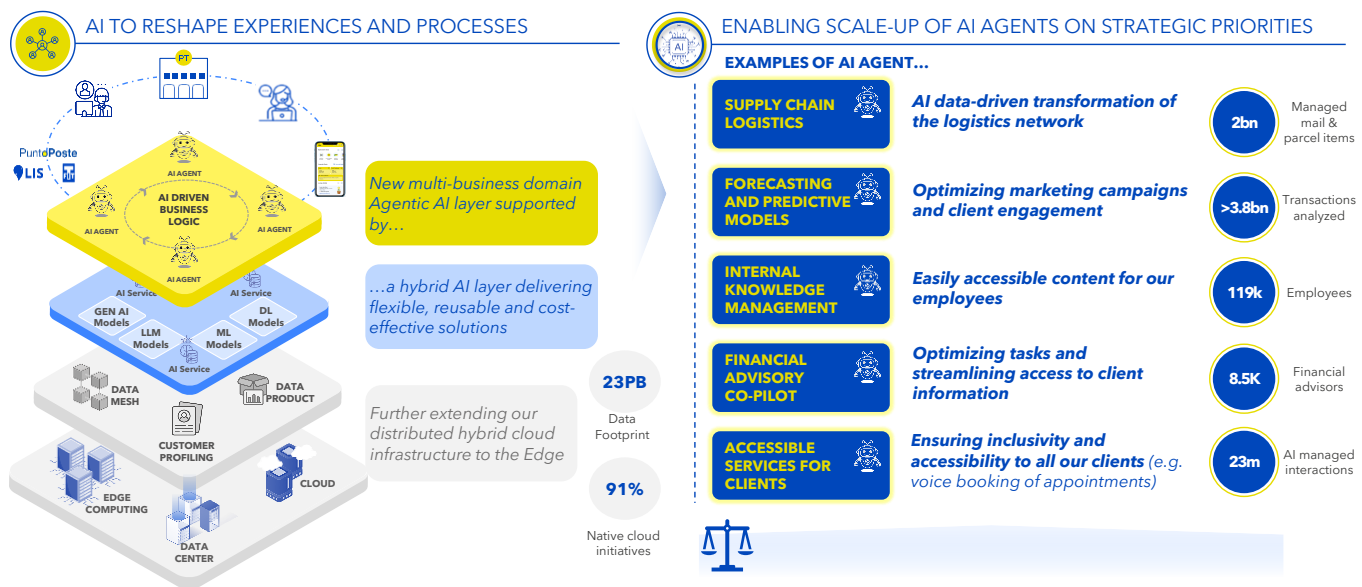 AI TO RESHAPE EXPERIENCES AND PROCESSES
PT
PuntoPoste
LIS
AI AGENT
AI AGENT
AI DRIVEN
BUSINESS
LOGIC
AI AGENT
AI AGENT
AI Service
AI Service
GEN AI
Models
DL
Models
LLM
Models
ML
Models
AI Service
DATA
MESH
DATA
PRODUCT
CUSTOMER
PROFILING
EDGE
COMPUTING
CLOUD
DATA
CENTER
New multi-business domain
Agentic AI layer supported
by…
…a hybrid AI layer delivering
flexible, reusable and cost-
effective solutions
Further extending our
distributed hybrid cloud
infrastructure to the Edge
23PB
Data
Footprint
91%
Native cloud
initiatives
AI
ENABLING SCALE-UP OF AI AGENTS ON STRATEGIC PRIORITIES
EXAMPLES OF AI AGENT…
SUPPLY CHAIN
LOGISTICS
AI data-driven transformation of
the logistics network
2bn
Managed
mail &
parcel items
FORECASTING
AND PREDICTIVE
MODELS
Optimizing marketing campaigns
and client engagement
>3.8bn
Transactions
analyzed
INTERNAL
KNOWLEDGE
MANAGEMENT
Easily accessible content for our
employees
119k
Employees
FINANCIAL
ADVISORY
CO-PILOT
Optimizing tasks and
streamlining access to client
information
8.5K
Financial
advisors
ACCESSIBLE
SERVICES FOR
CLIENTS
Ensuring inclusivity and
accessibility to all our clients (e.g.
voice booking of appointments)
23m
AI managed
interactions